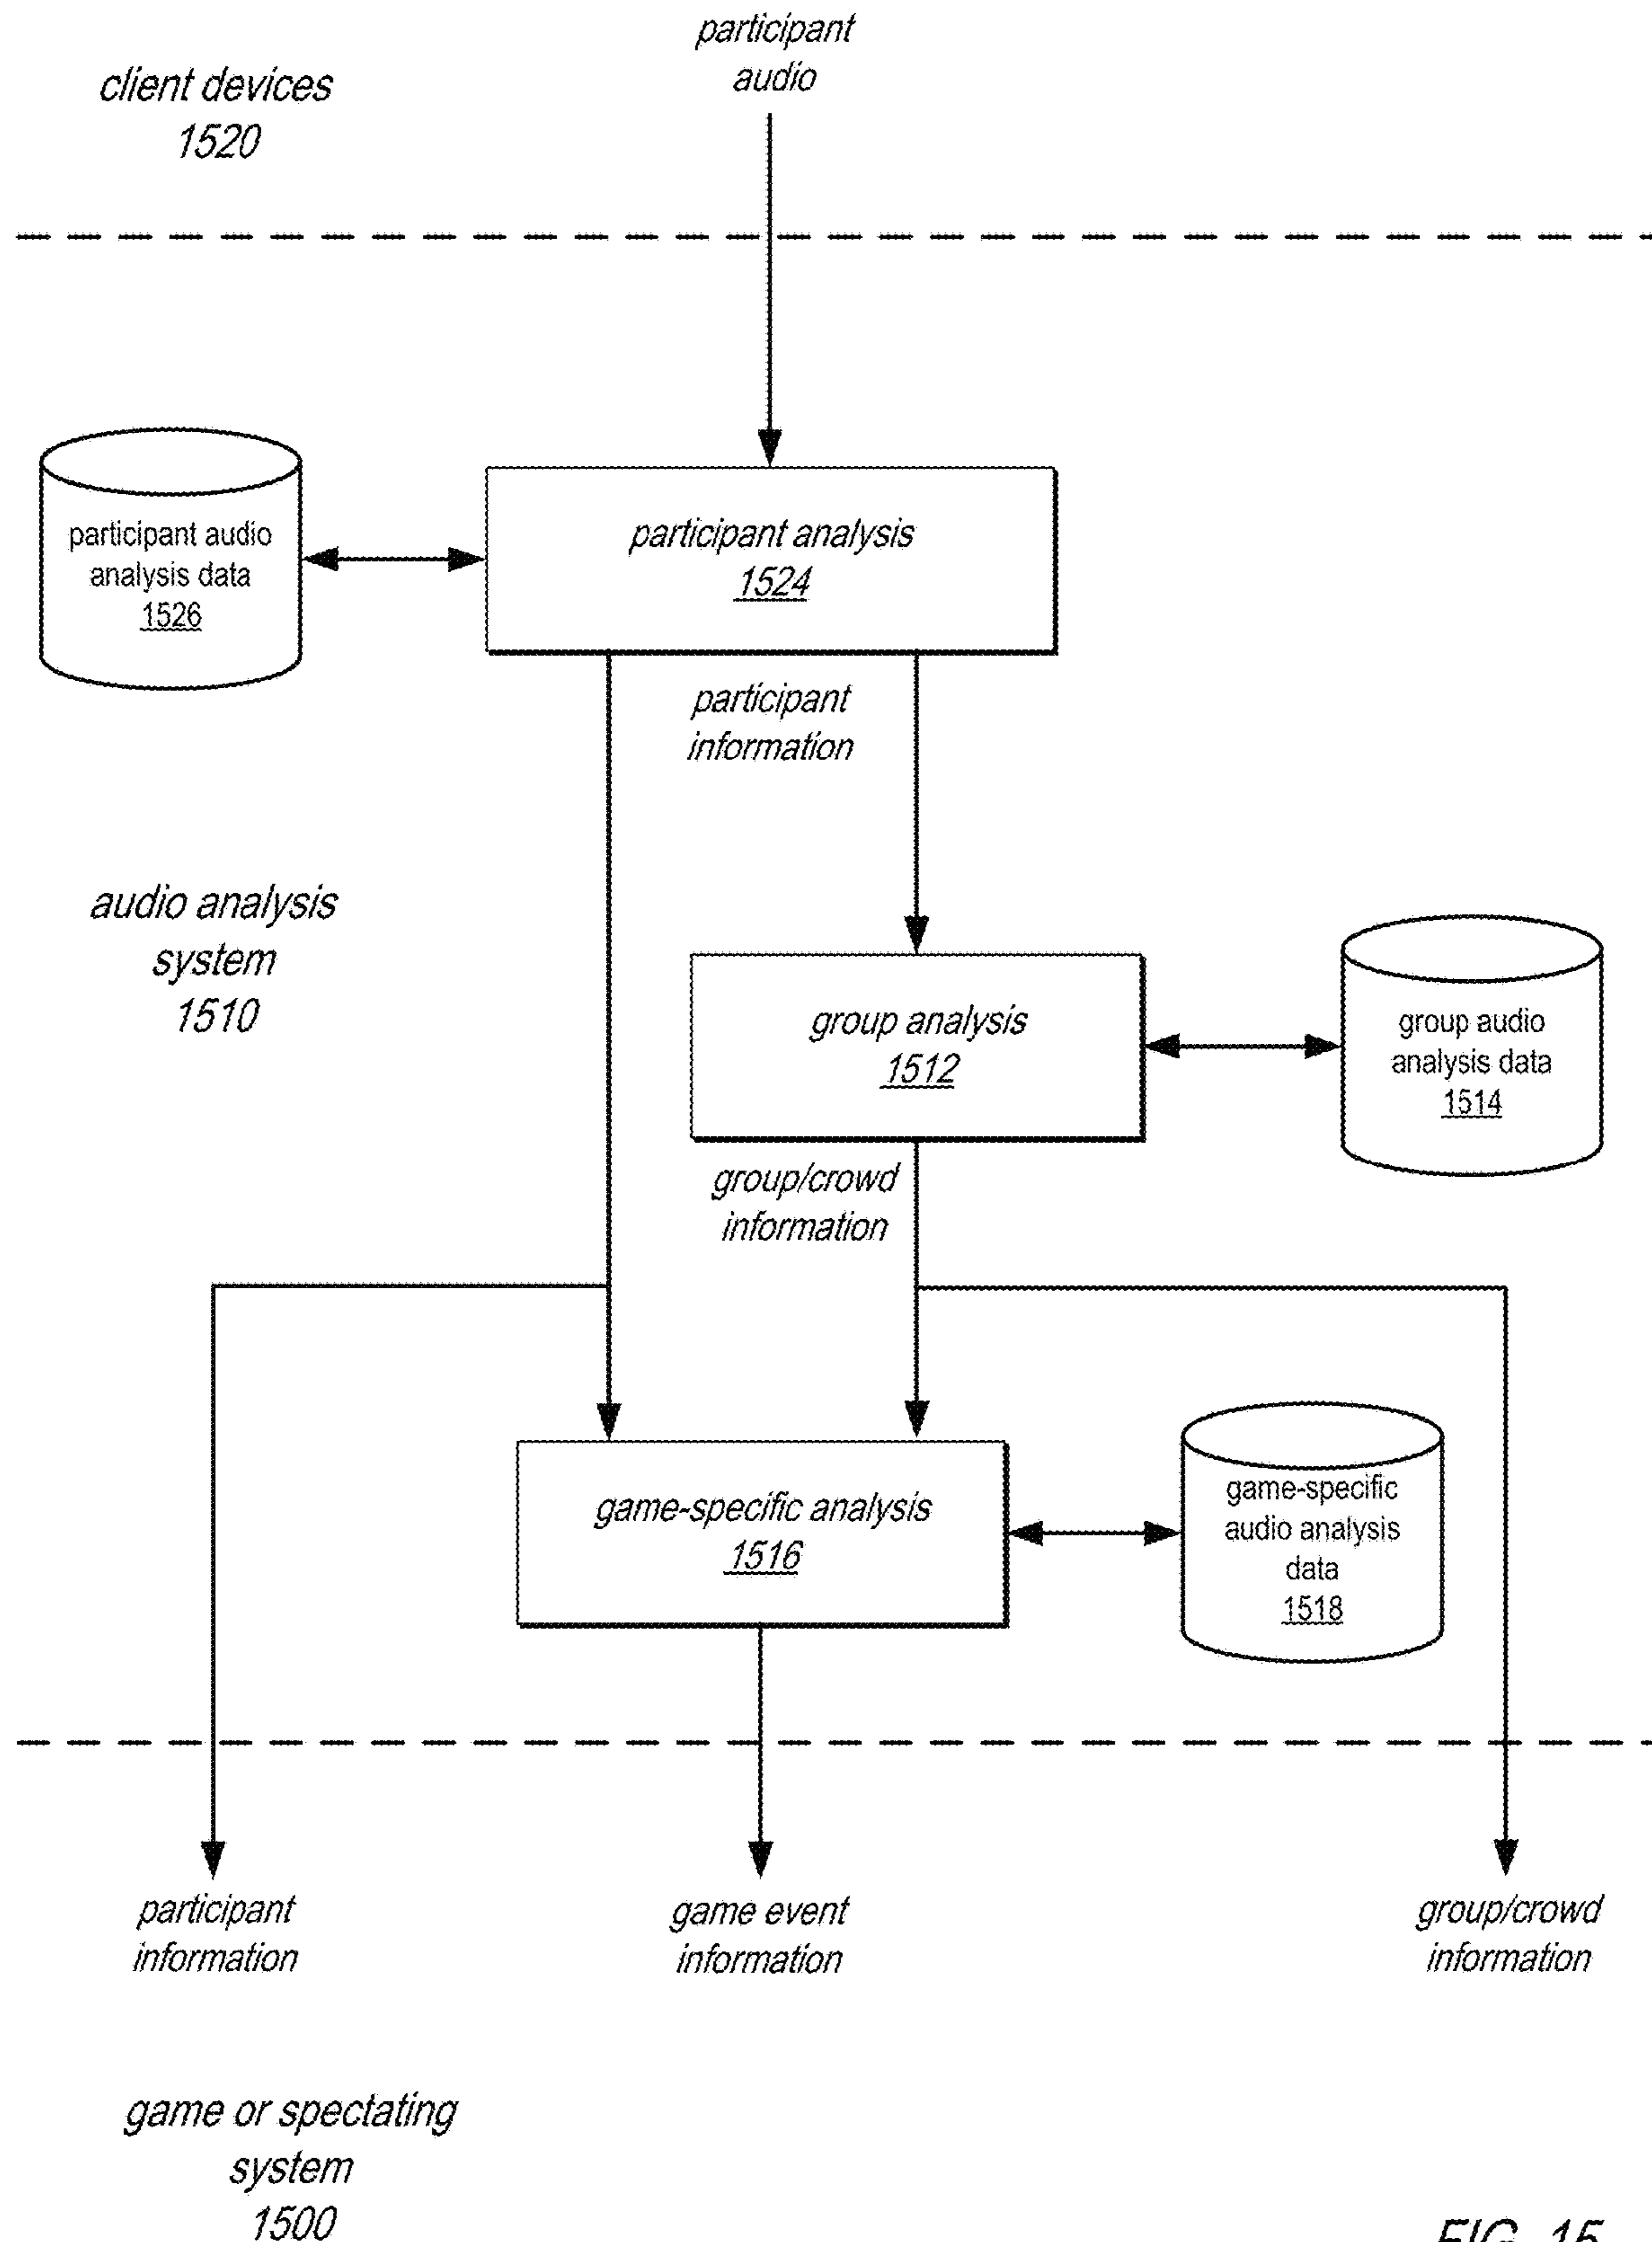 participant
audio
client devices
1520
participant audio
analysis data
1526
participant analysis
1524
participant
information
audio analysis
system
1510
group analysis
1512
group audio
analysis data
1514
group/crowd
information
game-specific analysis
1516
game-specific
audio analysis
data
1518
participant
information
game event
information
group/crowd
information
game or spectating
system
1500
FIG. 15